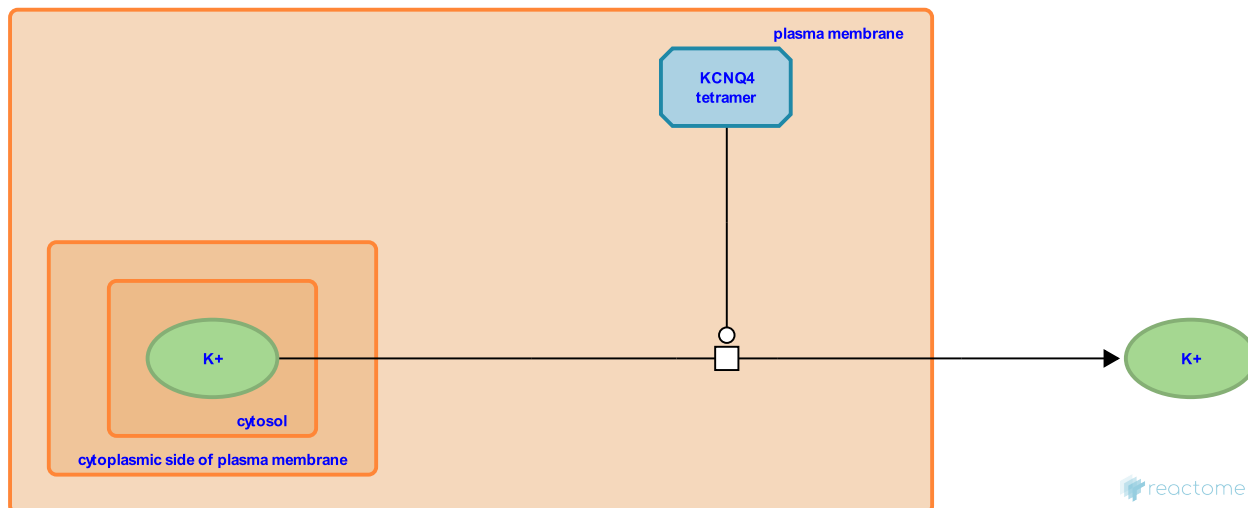 plasma membrane
KCNQ4
tetramer
K+
K+
cytosol
cytoplasmic side of plasma membrane
reactome